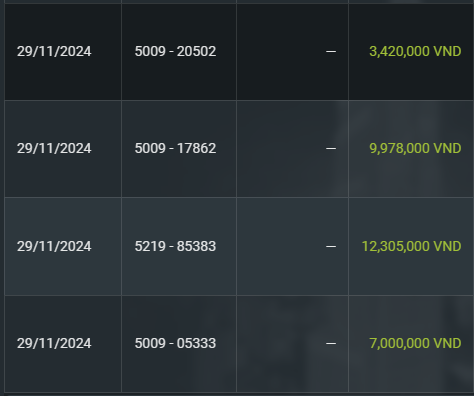 29/11/2024 5009 - 20502 — 3,420,000 VND
29/11/2024 5009 - 17862 — 9,978,000 VND
29/11/2024 5219 - 85383 — 12,305,000 VND
29/11/2024 5009 - 05333 — 7,000,000 VND